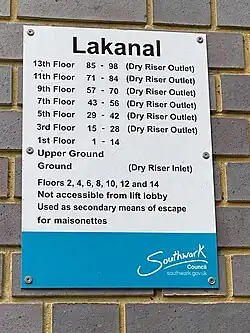 Lakanal
13th Floor 85 - 98 (Dry Riser Outlet)
11th Floor 71 - 84 (Dry Riser Outlet)
9th Floor 57 - 70 (Dry Riser Outlet)
7th Floor 43 - 56 (Dry Riser Outlet)
5th Floor 29 - 42 (Dry Riser Outlet)
3rd Floor 15 - 28 (Dry Riser Outlet)
1st Floor 1 - 14
Upper Ground
Ground (Dry Riser Inlet)
Floors 2, 4, 6, 8, 10, 12 and 14
Not accessible from lift lobby
Used as secondary means of escape
for maisonettes
Southwark
Council
southwark.gov.uk